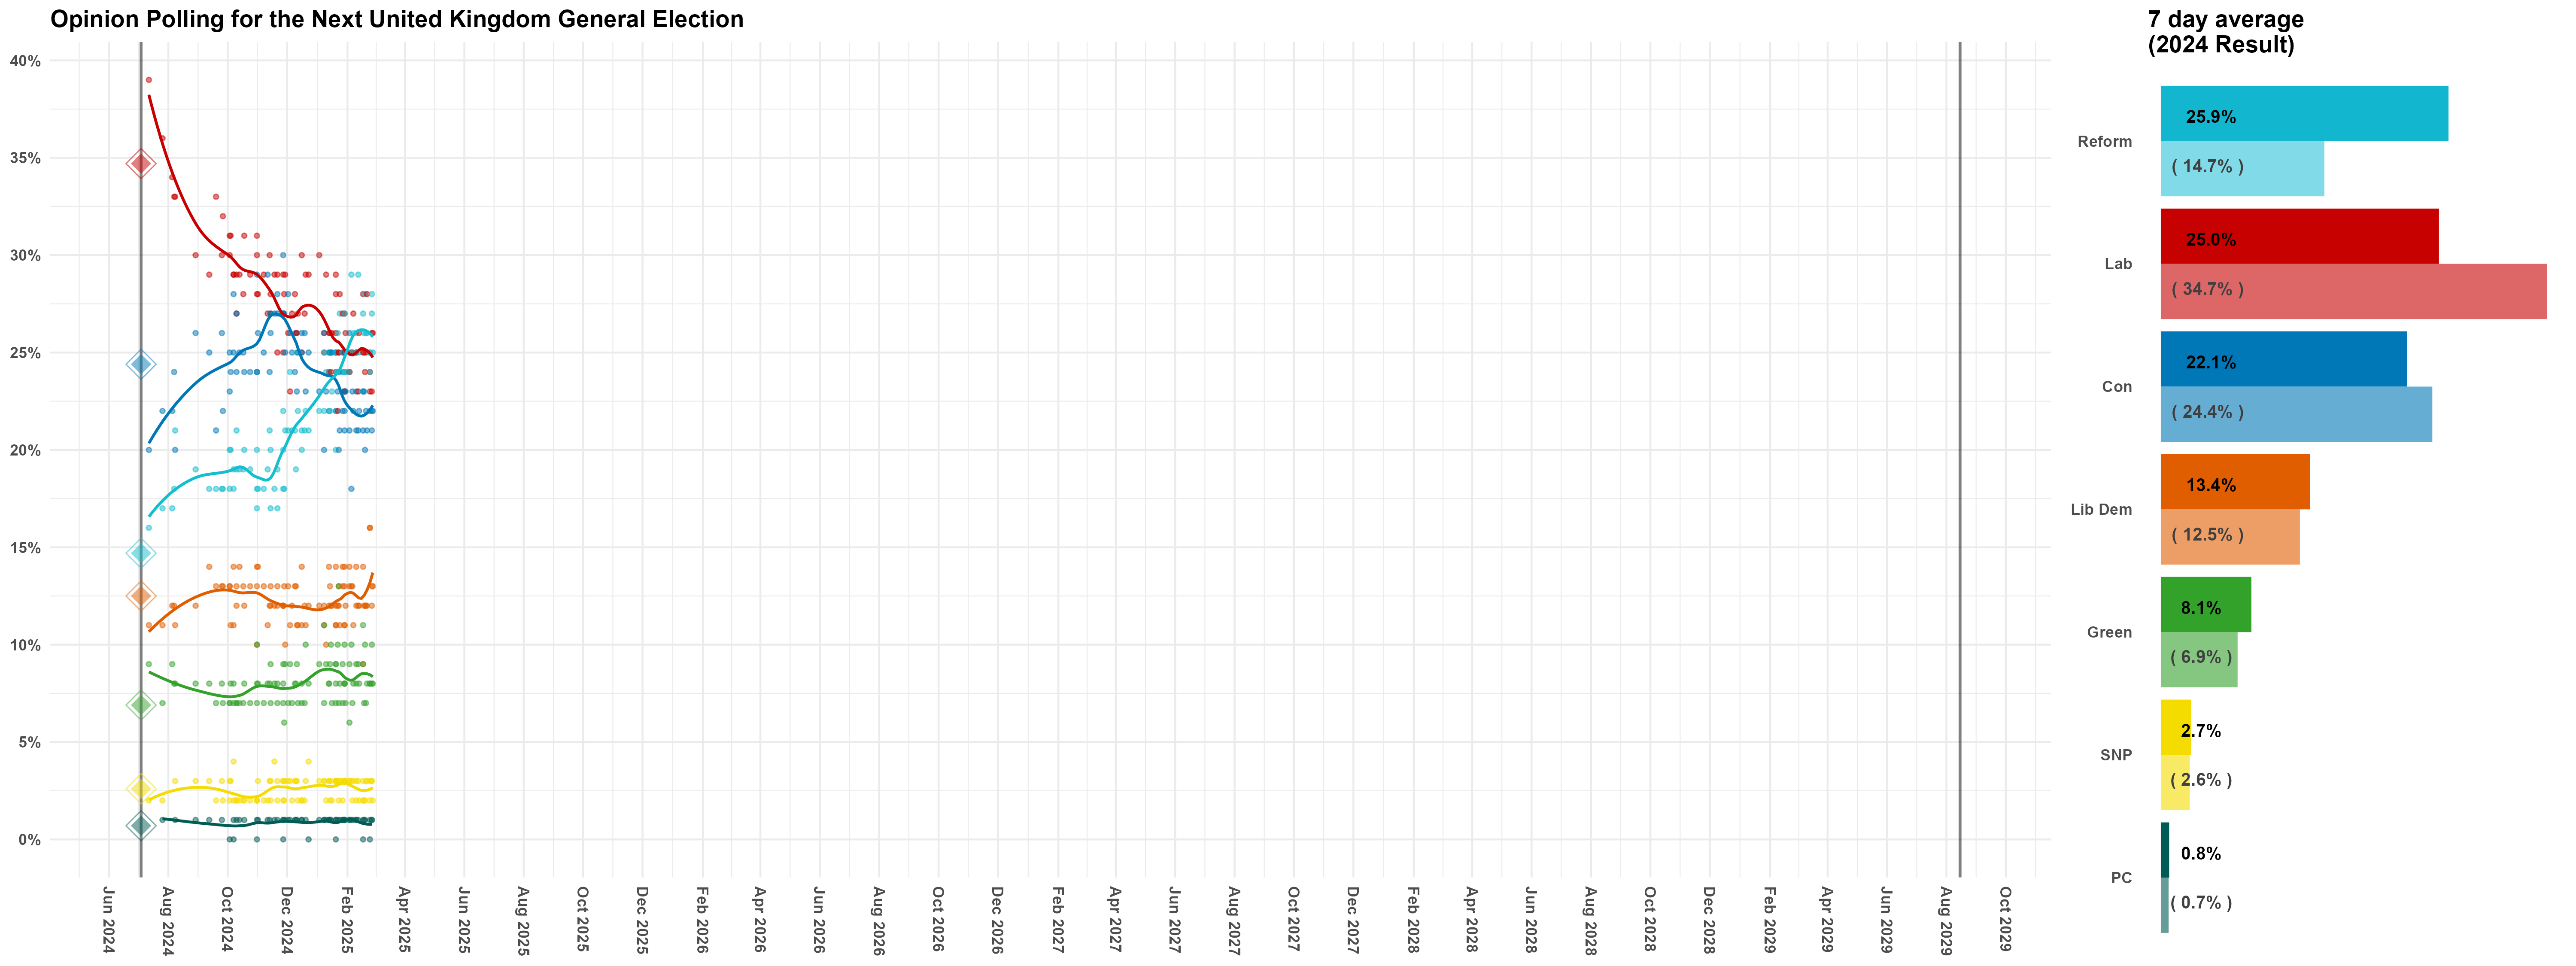 Opinion Polling for the Next United Kingdom General Election
40%
35%
30%
25%
20%
15%
10%
5%
0%
Jun 2024
Aug 2024
Oct 2024
Dec 2024
Feb 2025
Apr 2025
Jun 2025
Aug 2025
Oct 2025
Dec 2025
Feb 2026
Apr 2026
Jun 2026
Aug 2026
Oct 2026
Dec 2026
Feb 2027
Apr 2027
Jun 2027
Aug 2027
Oct 2027
Dec 2027
Feb 2028
Apr 2028
Jun 2028
Aug 2028
Oct 2028
Dec 2028
Feb 2029
Apr 2029
Jun 2029
Aug 2029
Oct 2029
7 day average
(2024 Result)
Reform
25.9%
( 14.7% )
Lab
25.0%
( 34.7% )
Con
22.1%
( 24.4% )
Lib Dem
13.4%
( 12.5% )
Green
8.1%
( 6.9% )
SNP
2.7%
( 2.6% )
PC
0.8%
( 0.7% )